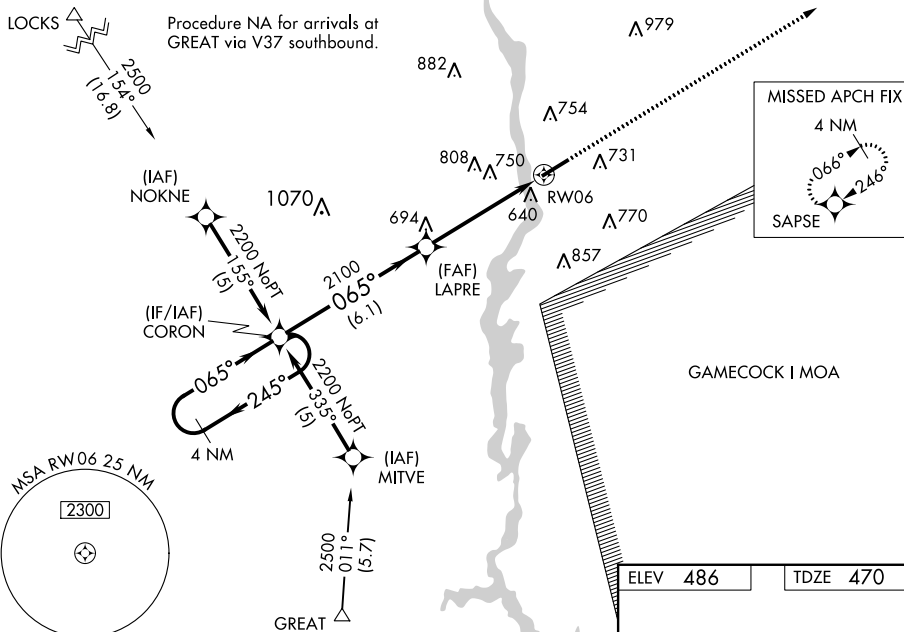 LOCKS
Procedure NA for arrivals at
GREAT via V37 southbound.
2500
154°
(16.8)
979
882
754
MISSED APCH FIX
4 NM
066°
246°
SAPSE
808
750
731
RW06
640
(IAF)
NOKNE
1070
694
770
857
2200 NoPT
155°
(5)
2100
065°
(6.1)
(FAF)
LAPRE
(IF/IAF)
CORON
065°
245°
4 NM
2200 NoPT
335°
(5)
(IAF)
MITVE
GAMECOCK I MOA
MSA RW06 25 NM
2300
2500
011°
(5.7)
GREAT
ELEV 486
TDZE 470